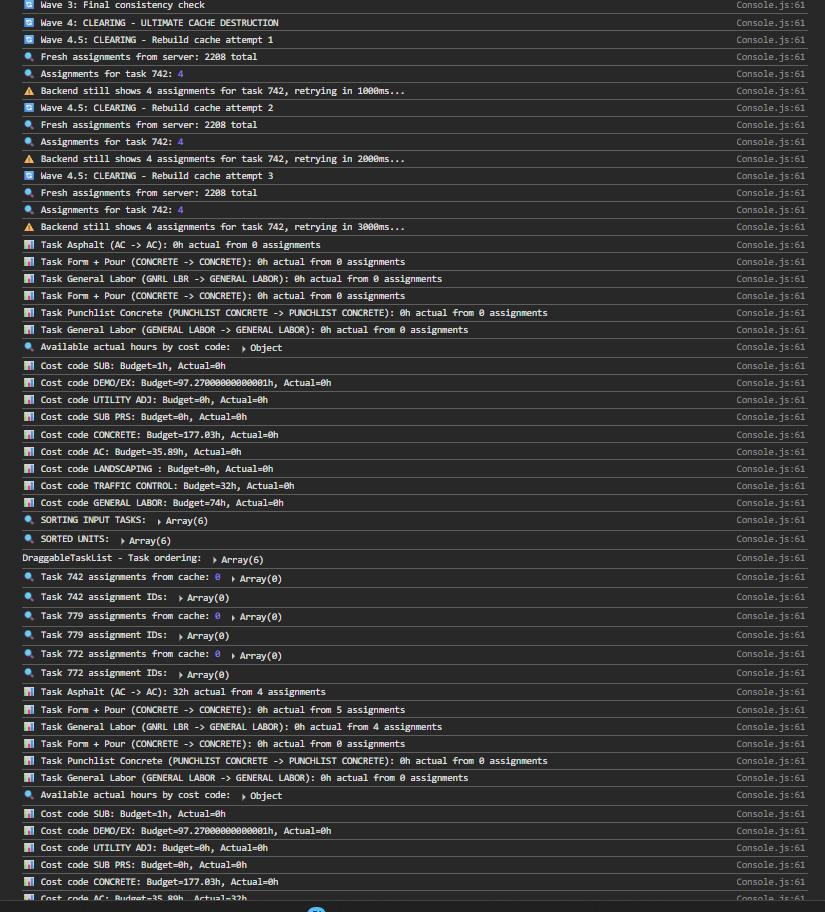 Wave 3: Final consistency check Console.js:61
Wave 4: CLEARING - ULTIMATE CACHE DESTRUCTION Console.js:61
Wave 4.5: CLEARING - Rebuild cache attempt 1 Console.js:61
Fresh assignments from server: 2208 total Console.js:61
Assignments for task 742: 4 Console.js:61
Backend still shows 4 assignments for task 742, retrying in 1000ms... Console.js:61
Wave 4.5: CLEARING - Rebuild cache attempt 2 Console.js:61
Fresh assignments from server: 2208 total Console.js:61
Assignments for task 742: 4 Console.js:61
Backend still shows 4 assignments for task 742, retrying in 2000ms... Console.js:61
Wave 4.5: CLEARING - Rebuild cache attempt 3 Console.js:61
Fresh assignments from server: 2208 total Console.js:61
Assignments for task 742: 4 Console.js:61
Backend still shows 4 assignments for task 742, retrying in 3000ms... Console.js:61
Task Asphalt (AC -> AC): 0h actual from 0 assignments Console.js:61
Task Form + Pour (CONCRETE -> CONCRETE): 0h actual from 0 assignments Console.js:61
Task General Labor (GNRL LBR -> GENERAL LABOR): 0h actual from 0 assignments Console.js:61
Task Form + Pour (CONCRETE -> CONCRETE): 0h actual from 0 assignments Console.js:61
Task Punchlist Concrete (PUNCHLIST CONCRETE -> PUNCHLIST CONCRETE): 0h actual from 0 assignments Console.js:61
Task General Labor (GENERAL LABOR -> GENERAL LABOR): 0h actual from 0 assignments Console.js:61
Available actual hours by cost code: Object Console.js:61
Cost code SUB: Budget=1h, Actual=0h Console.js:61
Cost code DEMO/EX: Budget=97.27000000000001h, Actual=0h Console.js:61
Cost code UTILITY ADJ: Budget=0h, Actual=0h Console.js:61
Cost code SUB PRS: Budget=0h, Actual=0h Console.js:61
Cost code CONCRETE: Budget=177.03h, Actual=0h Console.js:61
Cost code AC: Budget=35.89h, Actual=0h Console.js:61
Cost code LANDSCAPING : Budget=0h, Actual=0h Console.js:61
Cost code TRAFFIC CONTROL: Budget=32h, Actual=0h Console.js:61
Cost code GENERAL LABOR: Budget=74h, Actual=0h Console.js:61
SORTING INPUT TASKS: Array(6) Console.js:61
SORTED UNITS: Array(6) Console.js:61
DraggableTaskList - Task ordering: Array(6) Console.js:61
Task 742 assignments from cache: 0 Array(0) Console.js:61
Task 742 assignment IDs: Array(0) Console.js:61
Task 779 assignments from cache: 0 Array(0) Console.js:61
Task 779 assignment IDs: Array(0) Console.js:61
Task 772 assignments from cache: 0 Array(0) Console.js:61
Task 772 assignment IDs: Array(0) Console.js:61
Task Asphalt (AC -> AC): 32h actual from 4 assignments Console.js:61
Task Form + Pour (CONCRETE -> CONCRETE): 0h actual from 5 assignments Console.js:61
Task General Labor (GNRL LBR -> GENERAL LABOR): 0h actual from 4 assignments Console.js:61
Task Form + Pour (CONCRETE -> CONCRETE): 0h actual from 0 assignments Console.js:61
Task Punchlist Concrete (PUNCHLIST CONCRETE -> PUNCHLIST CONCRETE): 0h actual from 0 assignments Console.js:61
Task General Labor (GENERAL LABOR -> GENERAL LABOR): 0h actual from 0 assignments Console.js:61
Available actual hours by cost code: Object Console.js:61
Cost code SUB: Budget=1h, Actual=0h Console.js:61
Cost code DEMO/EX: Budget=97.27000000000001h, Actual=0h Console.js:61
Cost code UTILITY ADJ: Budget=0h, Actual=0h Console.js:61
Cost code SUB PRS: Budget=0h, Actual=0h Console.js:61
Cost code CONCRETE: Budget=177.03h, Actual=0h Console.js:61
Cost code AC: Budget=35.89h, Actual=32h Console.js:61